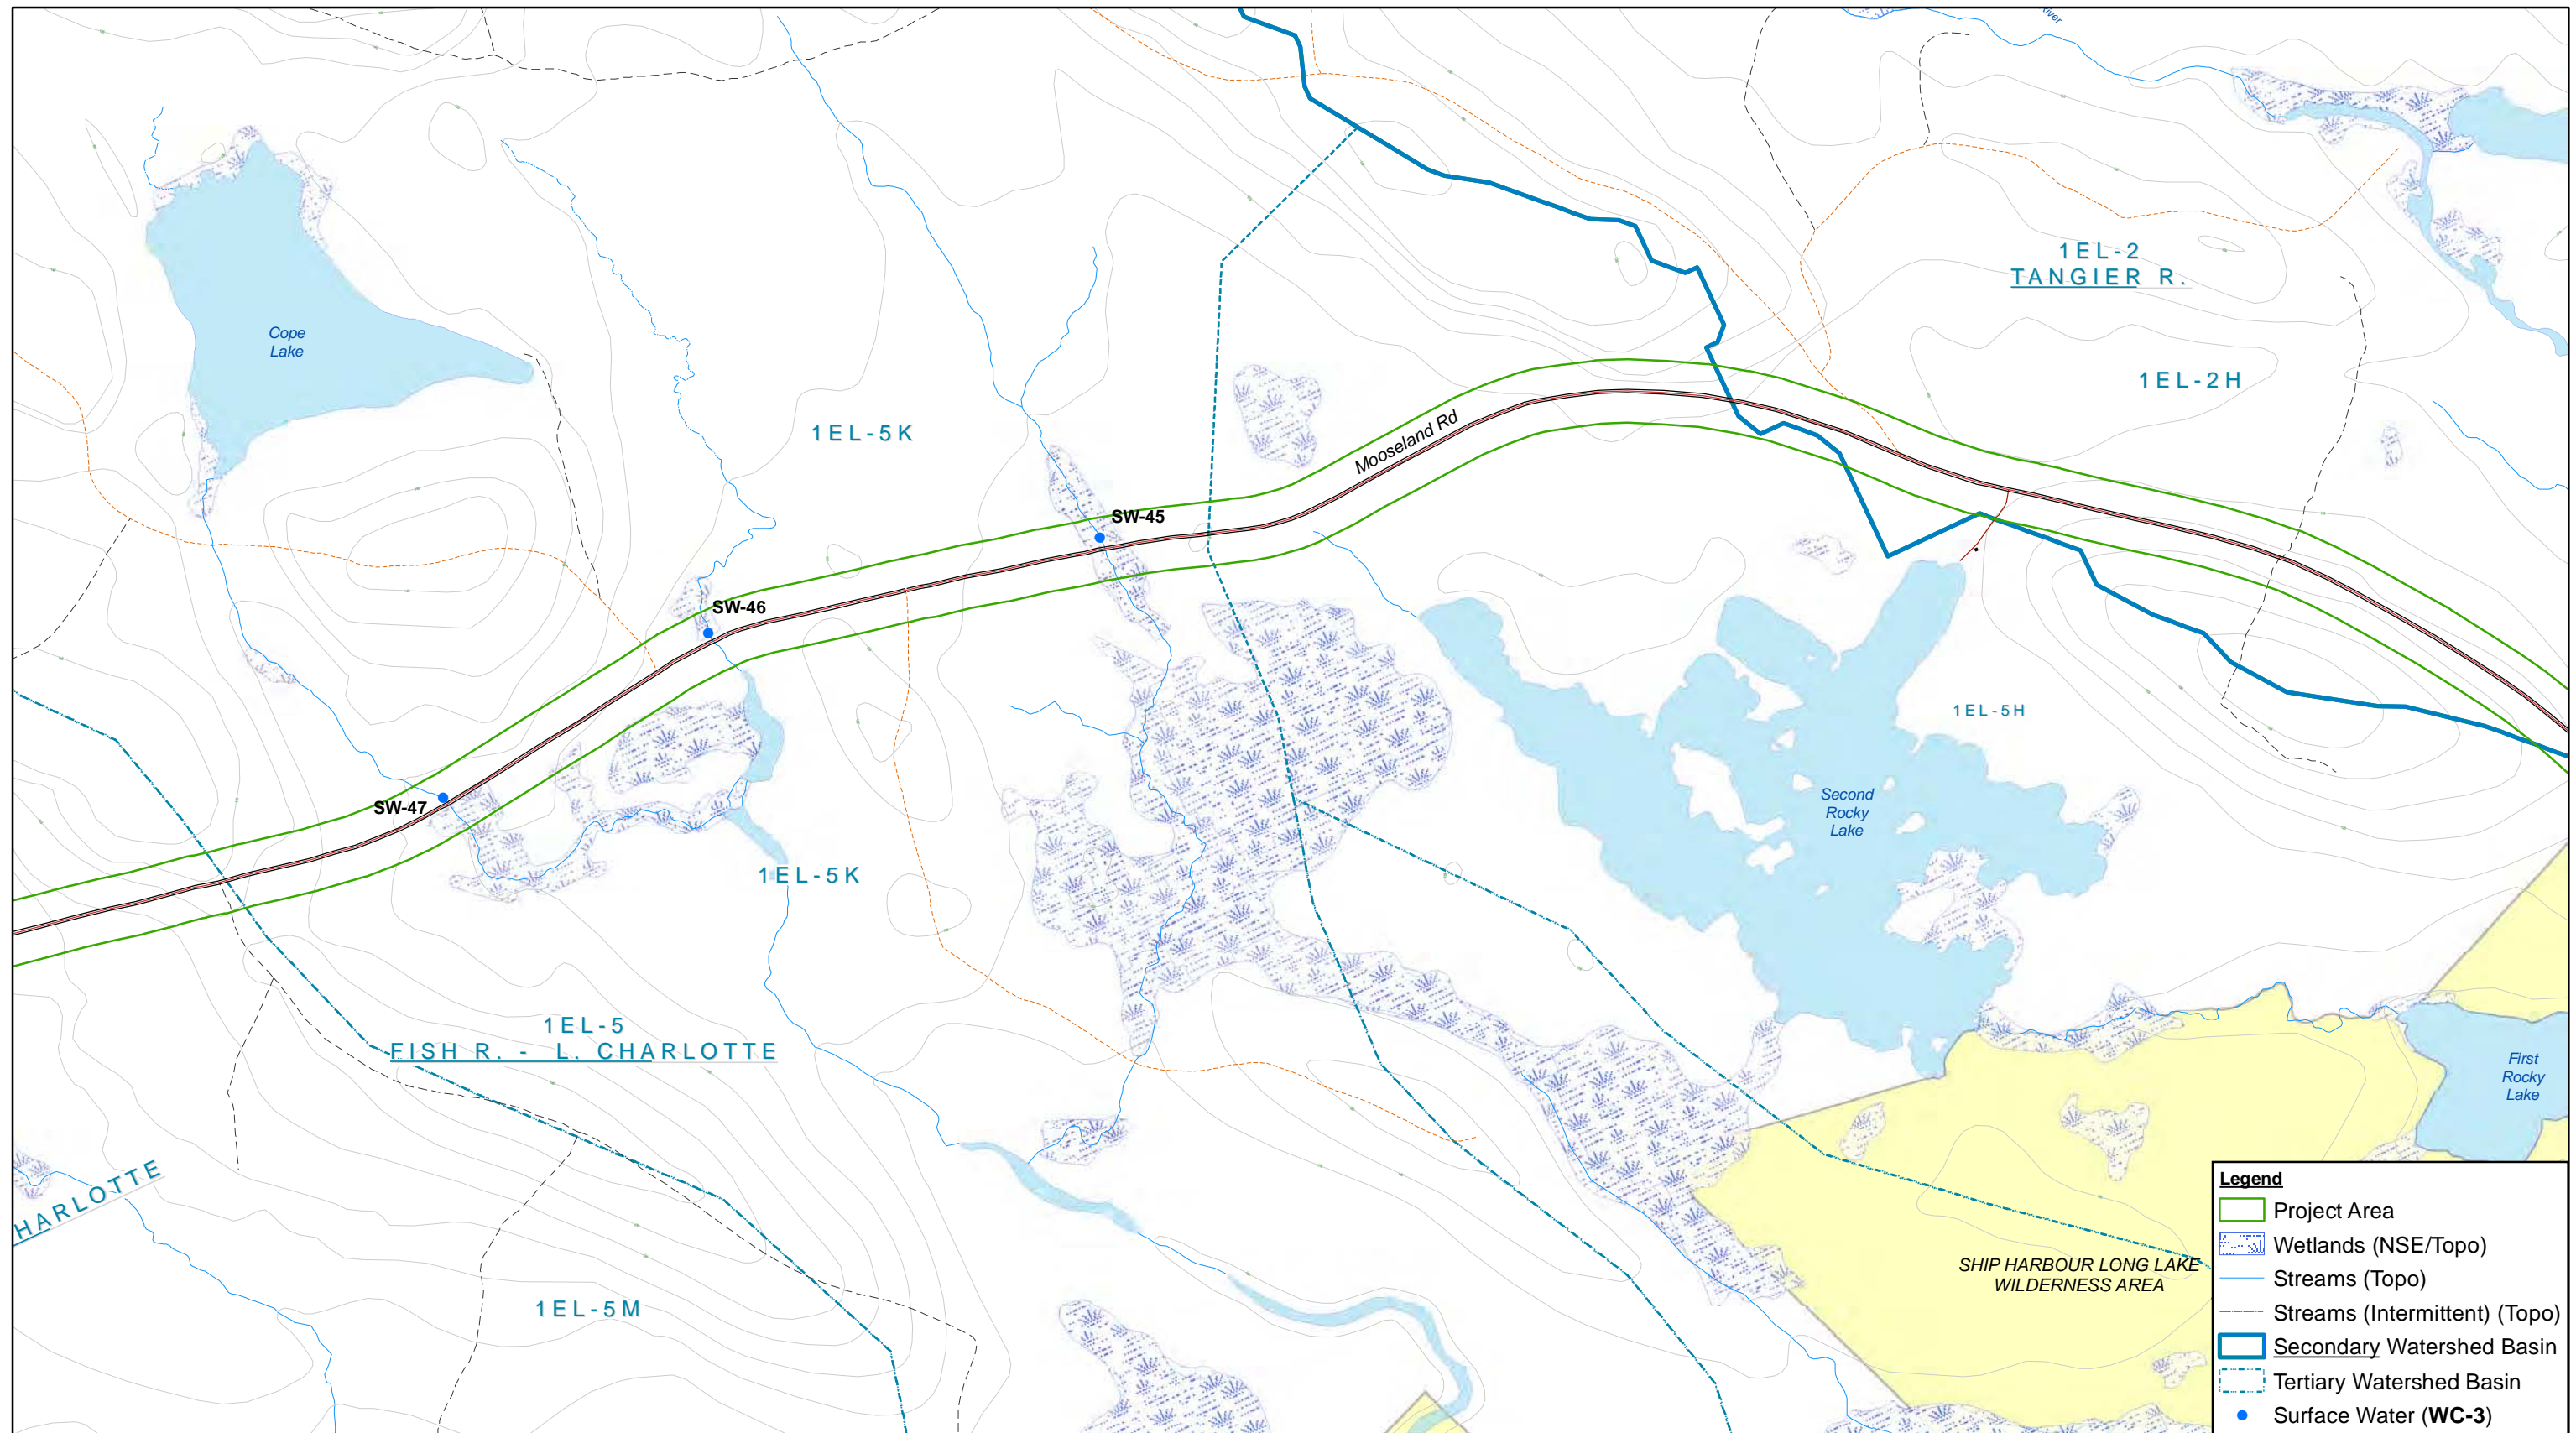 River
1EL-2
TANGIER R.
Cope
Lake
1EL-2H
1EL-5K
Mooseland Rd
SW-45
SW-46
1EL-5H
SW-47
Second
Rocky
Lake
1EL-5K
1EL-5
FISH R. - L. CHARLOTTE
First
Rocky
Lake
HARLOTTE
SHIP HARBOUR LONG LAKE
WILDERNESS AREA
1EL-5M
Legend
Project Area
Wetlands (NSE/Topo)
Streams (Topo)
Streams (Intermittent) (Topo)
Secondary Watershed Basin
Tertiary Watershed Basin
Surface Water (WC-3)